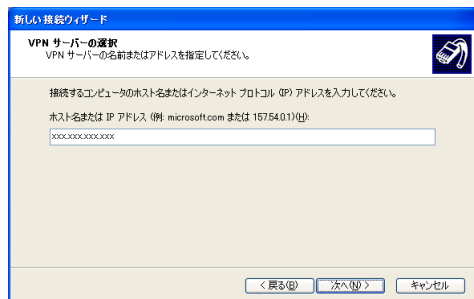 新しい接続ウィザード
VPN サーバーの選択
VPN サーバーの名前またはアドレスを指定してください。
接続するコンピュータのホスト名またはインターネット プロトコル (IP) アドレスを入力してください。
ホスト名または IP アドレス (例: microsoft.com または 157.54.0.1)(H):
xxx.xxx.xxx.xxx
< 戻る(B) 次へ(N) > キャンセル